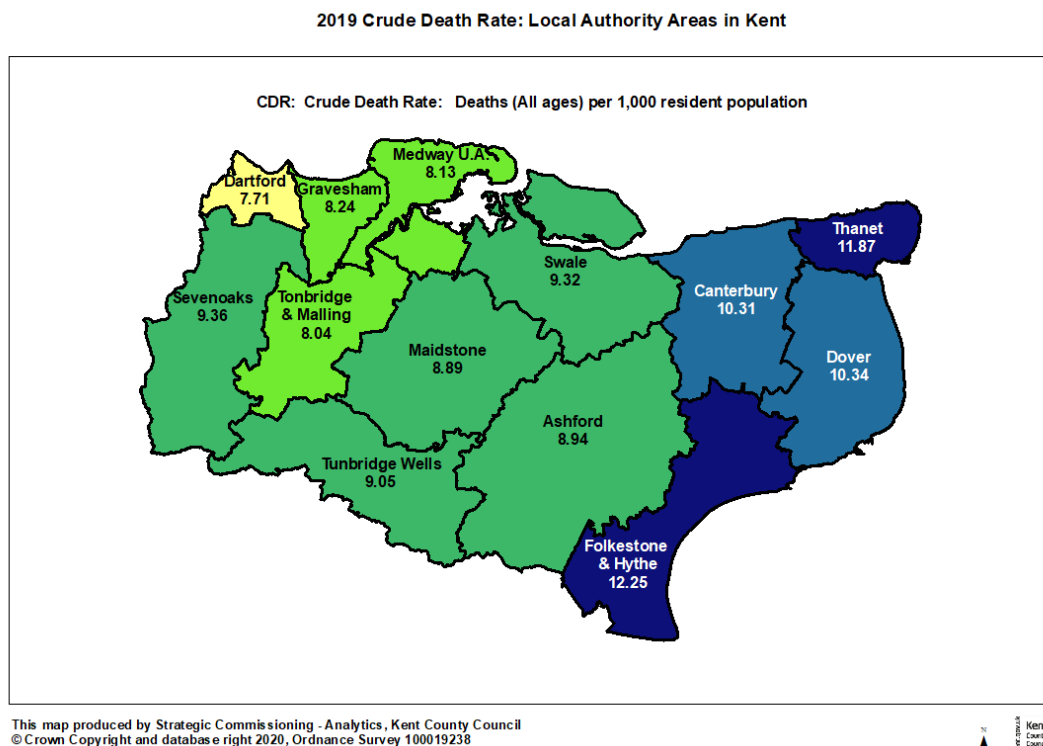 2019 Crude Death Rate: Local Authority Areas in Kent
CDR: Crude Death Rate: Deaths (All ages) per 1,000 resident population
Medway U.A.
8.13
Dartford
7.71
Gravesham
8.24
Thanet
11.87
Swale
9.32
Canterbury
10.31
Sevenoaks
9.36
Tonbridge
& Malling
8.04
Maidstone
8.89
Dover
10.34
Ashford
8.94
Tunbridge Wells
9.05
Folkestone
& Hythe
12.25
This map produced by Strategic Commissioning - Analytics, Kent County Council
© Crown Copyright and database right 2020, Ordnance Survey 100019238
N